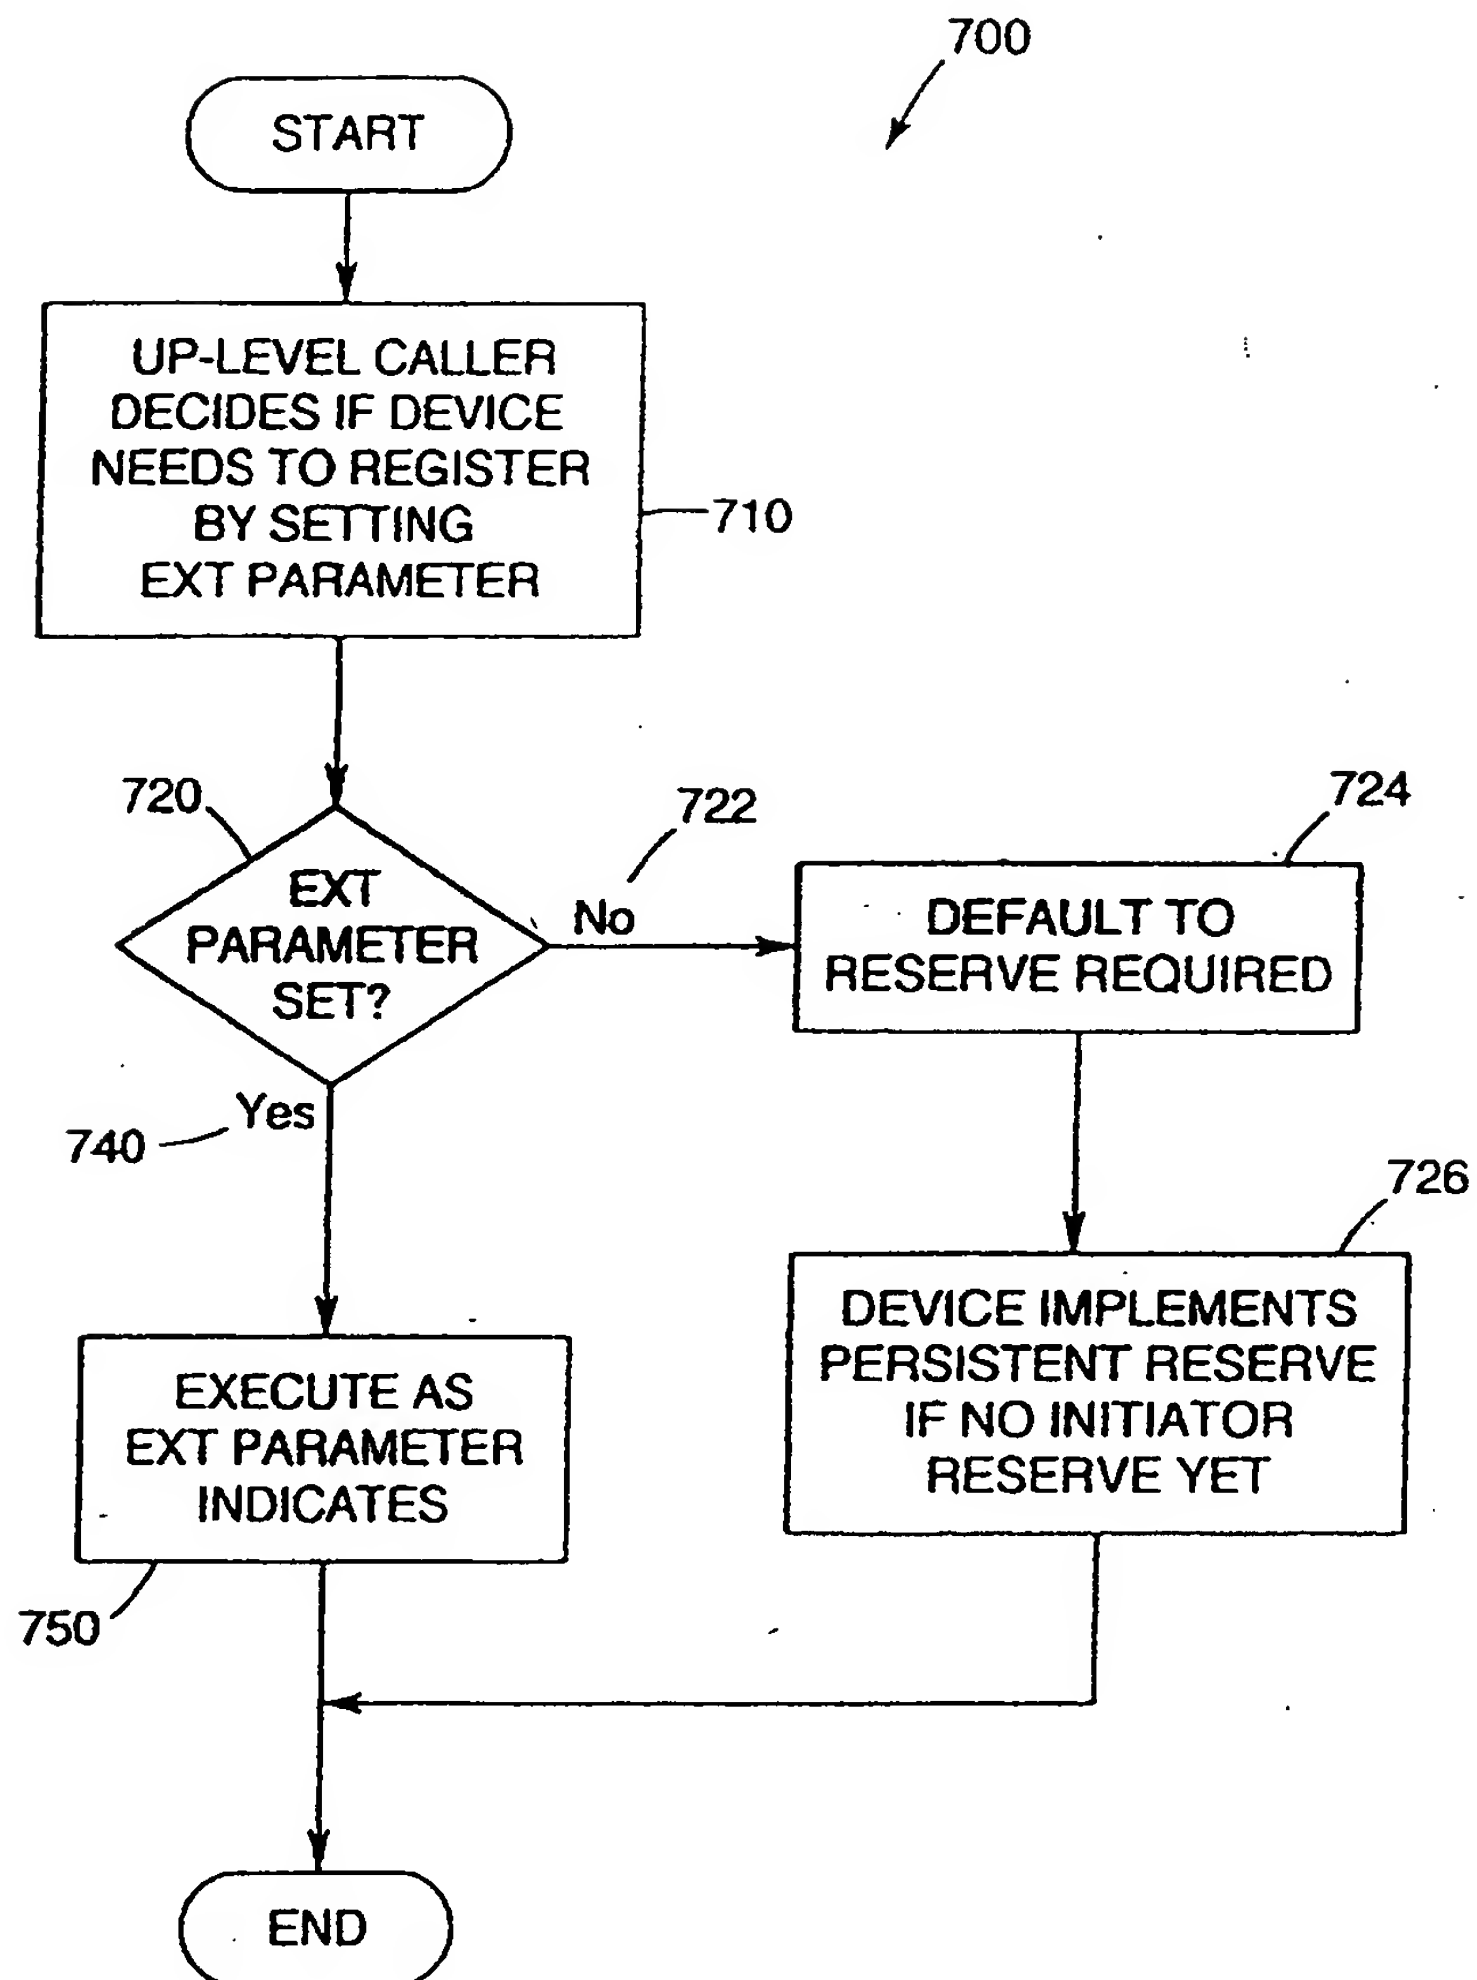 700
START
UP-LEVEL CALLER
DECIDES IF DEVICE
NEEDS TO REGISTER
BY SETTING
EXT PARAMETER
710
720
EXT
PARAMETER
SET?
722
No
724
DEFAULT TO
RESERVE REQUIRED
Yes
740
726
DEVICE IMPLEMENTS
PERSISTENT RESERVE
IF NO INITIATOR
RESERVE YET
EXECUTE AS
EXT PARAMETER
INDICATES
750
END